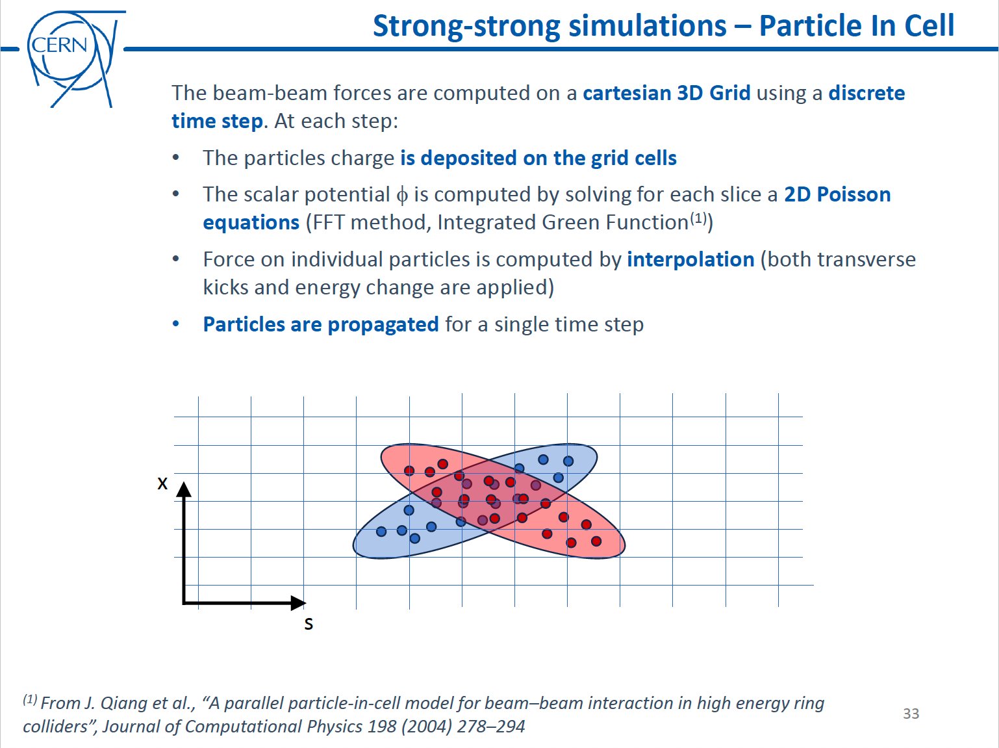 CERN
Strong-strong simulations – Particle In Cell
The beam-beam forces are computed on a cartesian 3D Grid using a discrete
time step. At each step:
• The particles charge is deposited on the grid cells
• The scalar potential ϕ is computed by solving for each slice a 2D Poisson
equations (FFT method, Integrated Green Function(1))
• Force on individual particles is computed by interpolation (both transverse
kicks and energy change are applied)
• Particles are propagated for a single time step
x
s
(1) From J. Qiang et al., “A parallel particle-in-cell model for beam–beam interaction in high energy ring
colliders”, Journal of Computational Physics 198 (2004) 278–294
33